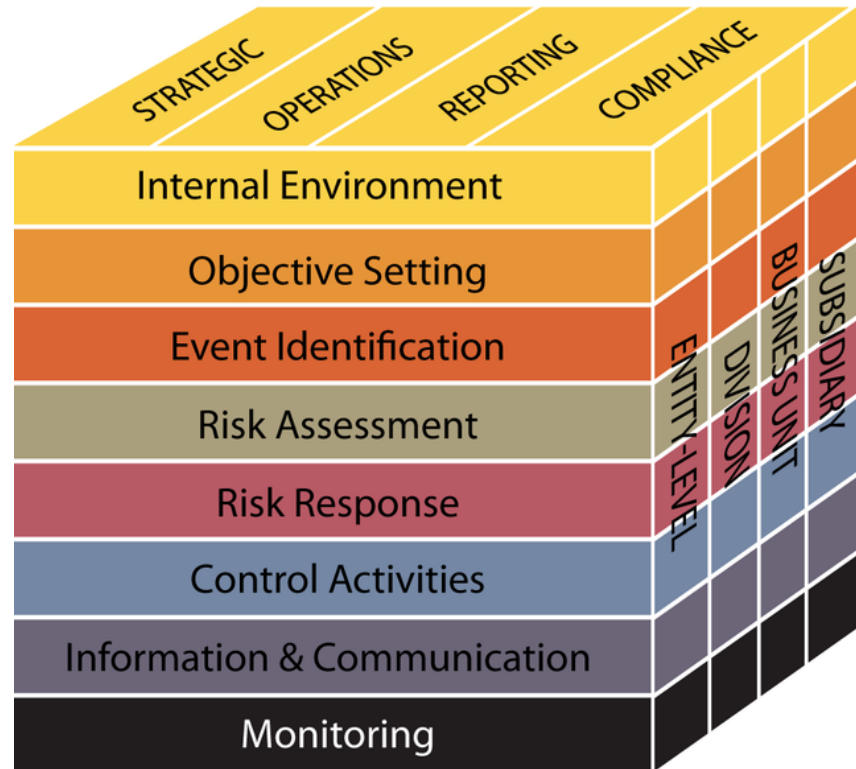 STRATEGIC
OPERATIONS
REPORTING
COMPLIANCE
Internal Environment
Objective Setting
Event Identification
Risk Assessment
Risk Response
Control Activities
Information & Communication
Monitoring
ENTITY-LEVEL
DIVISION
BUSINESS UNIT
SUBSIDIARY